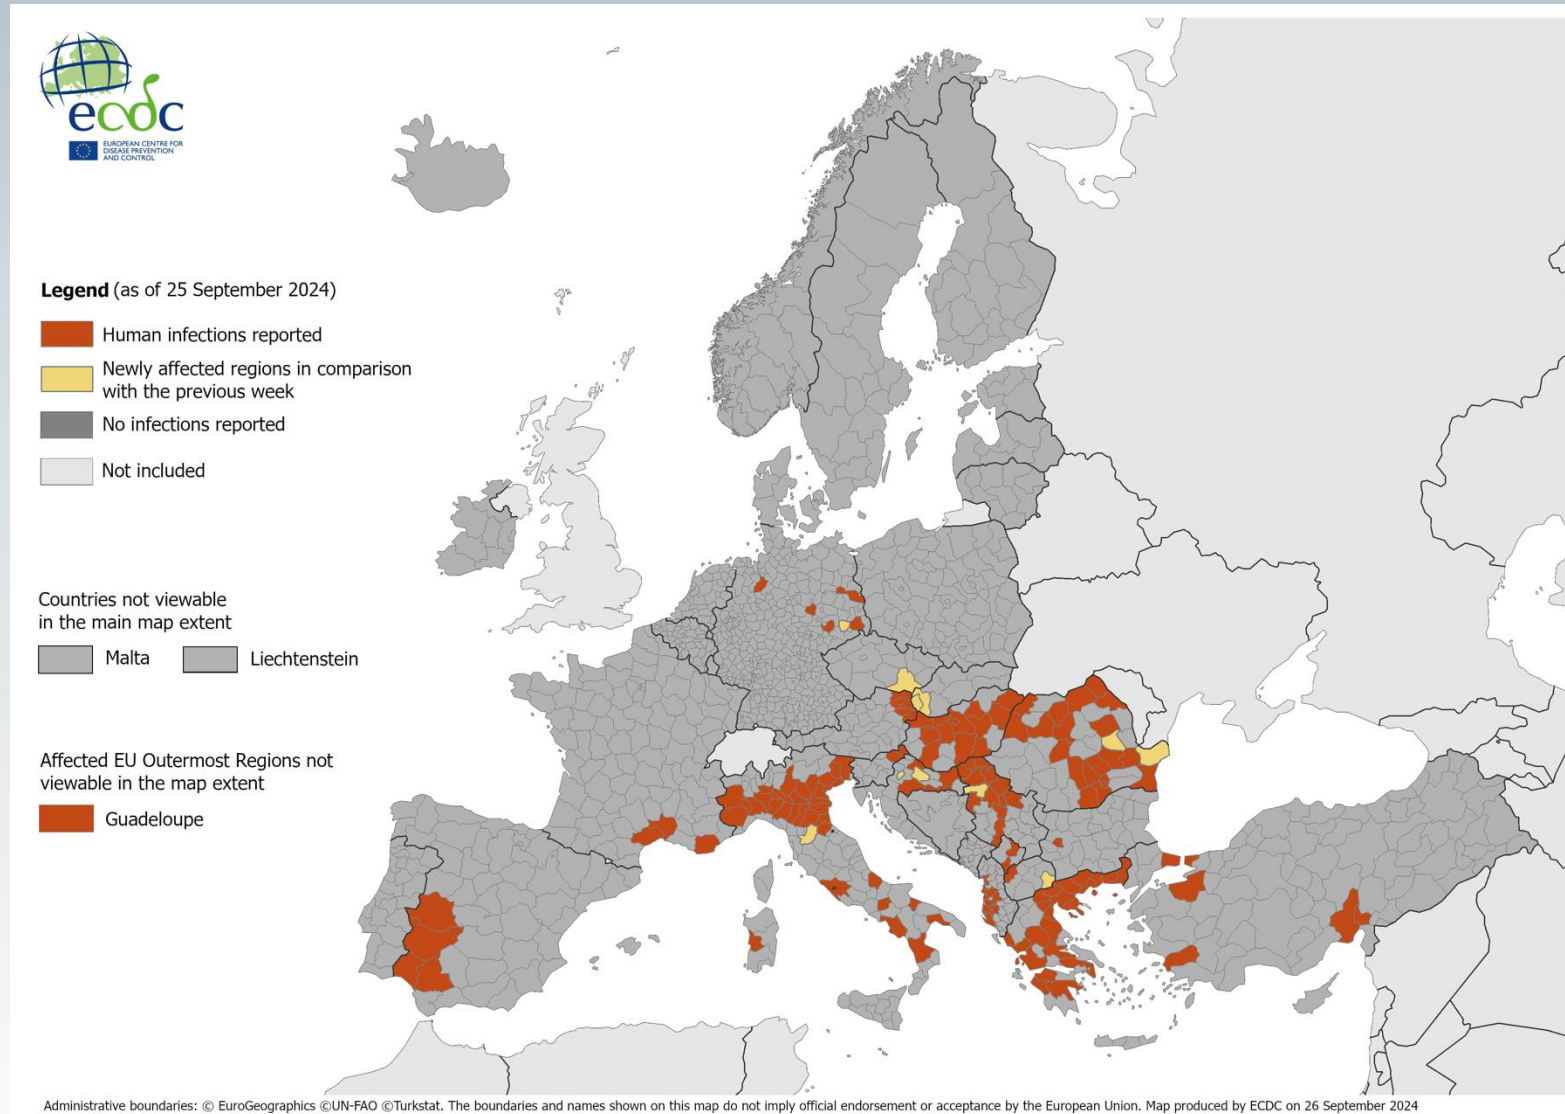 ecdc
EUROPEAN CENTRE FOR
DISEASE PREVENTION
AND CONTROL
Legend (as of 25 September 2024)
Human infections reported
Newly affected regions in comparison
with the previous week
No infections reported
Not included
Countries not viewable
in the main map extent
Malta
Liechtenstein
Affected EU Outermost Regions not
viewable in the map extent
Guadeloupe
Administrative boundaries: © EuroGeographics ©UN-FAO ©Turkstat. The boundaries and names shown on this map do not imply official endorsement or acceptance by the European Union. Map produced by ECDC on 26 September 2024